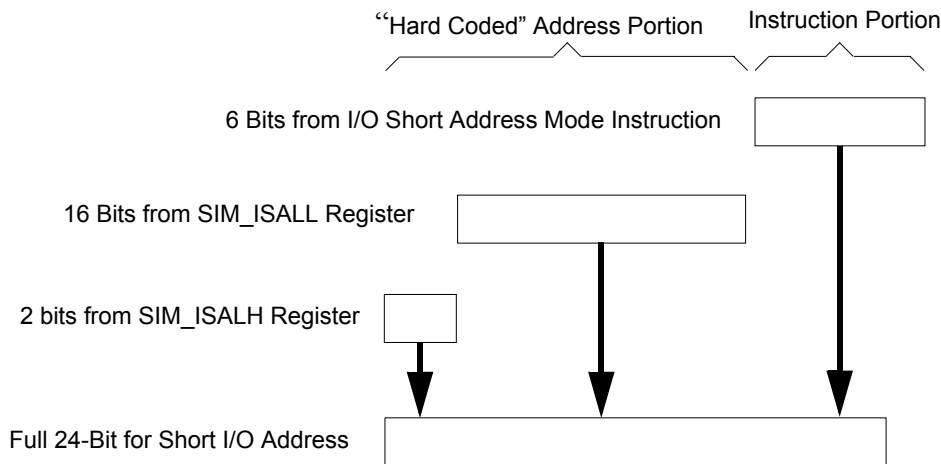 “Hard Coded” Address Portion
Instruction Portion
6 Bits from I/O Short Address Mode Instruction
16 Bits from SIM_ISALL Register
2 bits from SIM_ISALH Register
Full 24-Bit for Short I/O Address